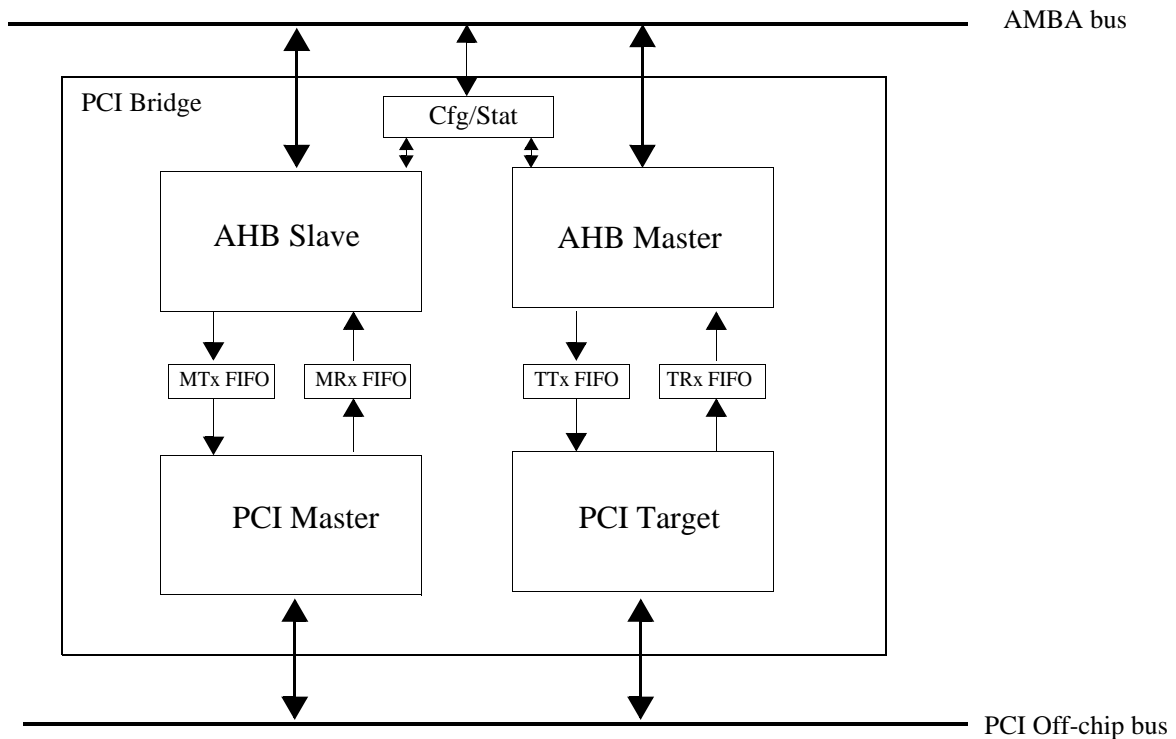 AMBA bus
PCI Bridge
Cfg/Stat
AHB Slave
AHB Master
MTx FIFO
MRx FIFO
TTx FIFO
TRx FIFO
PCI Master
PCI Target
PCI Off-chip bus